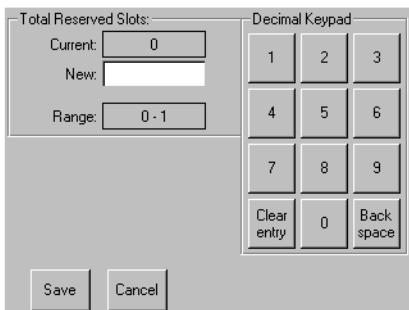 Total Reserved Slots:
Current: 0
New:
Range: 0 - 1
Decimal Keypad
1 2 3
4 5 6
7 8 9
Clear entry 0 Back space
Save Cancel